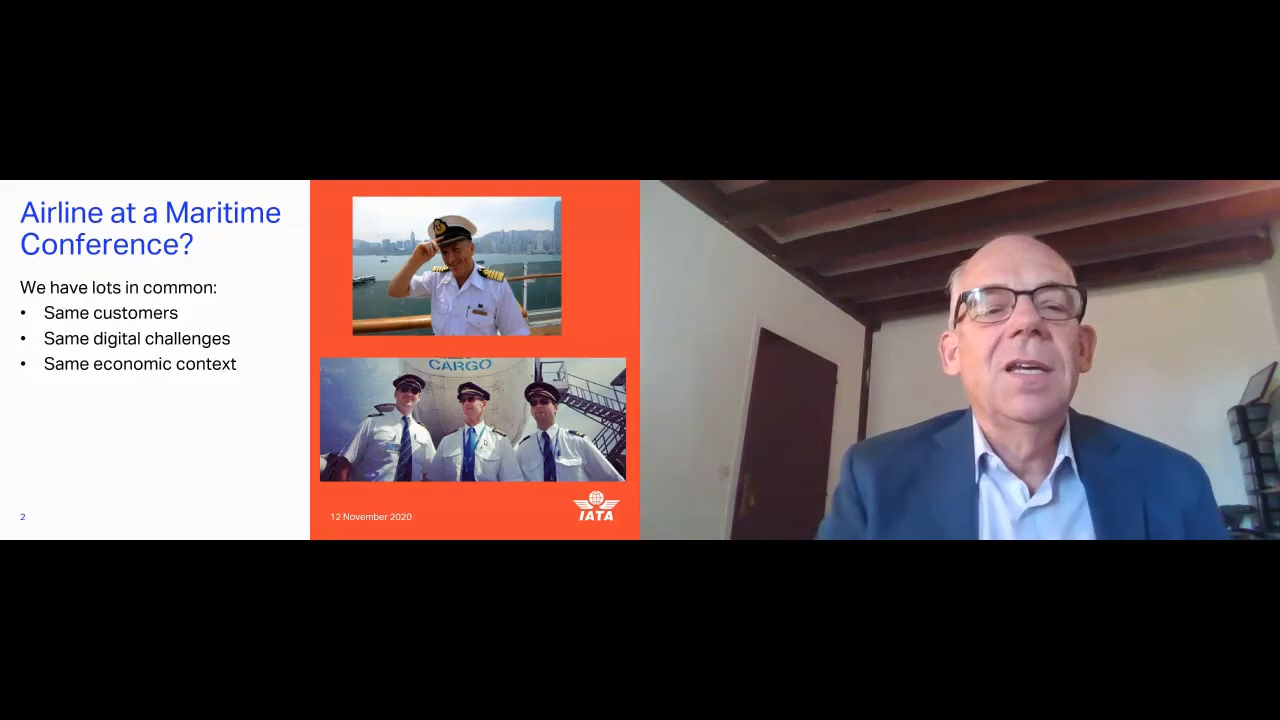 Airline at a Maritime
Conference?
We have lots in common:
• Same customers
• Same digital challenges
• Same economic context
CARGO
2
12 November 2020
IATA